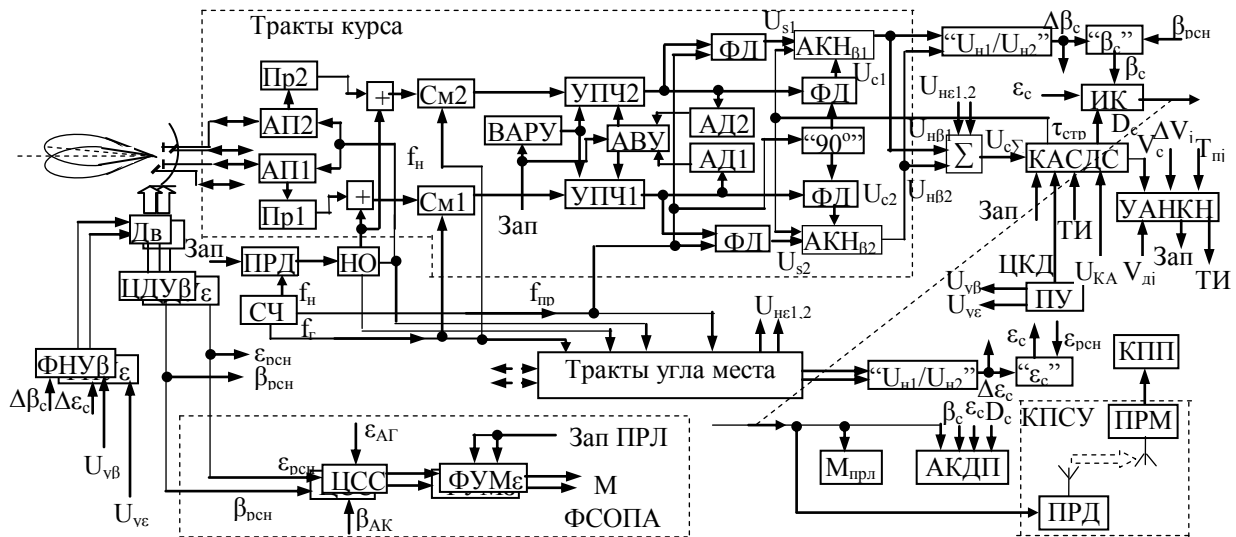 Тракты курса
Us1
Us2
Uc1
Uc2
ФД
ФД
ФД
ФД
АКНβ1
АКНβ2
“Uн1/Uн2”
Δβc
“βc”
βрсн
βc
εc
ИК
Dc
Пр2
АП2
АП1
Пр1
+
+
fн
См2
См1
ВАРУ
Зап
УПЧ2
УПЧ1
АВУ
АД2
АД1
“90º”
Uнε1,2
Uнβ1
Uнβ2
Σ
UcΣ
τстр
КАСДС
Vc
ΔVj
Tпj
УАНКН
Зап
ТИ
UКА
Vдj
Зап
ТИ
ЦКД
ПУ
Uvβ
Uvε
εc
εрсн
Дв
Зап
ПРД
НО
ЦДУβ
ε
СЧ
fн
fг
fпр
Uнε1,2
ФНУβ
ε
Δβc
Δεc
Uvβ
Uvε
εрсн
βрсн
Тракты угла места
“Uн1/Uн2”
Δεc
“εc”
КПП
КПСУ
ПРМ
ПРД
εАГ
εрсн
βрсн
βАК
ЦСС
ФУМε
Зап ПРЛ
М
ФСОПА
Мпрл
βc
εc
Dc
АКДП